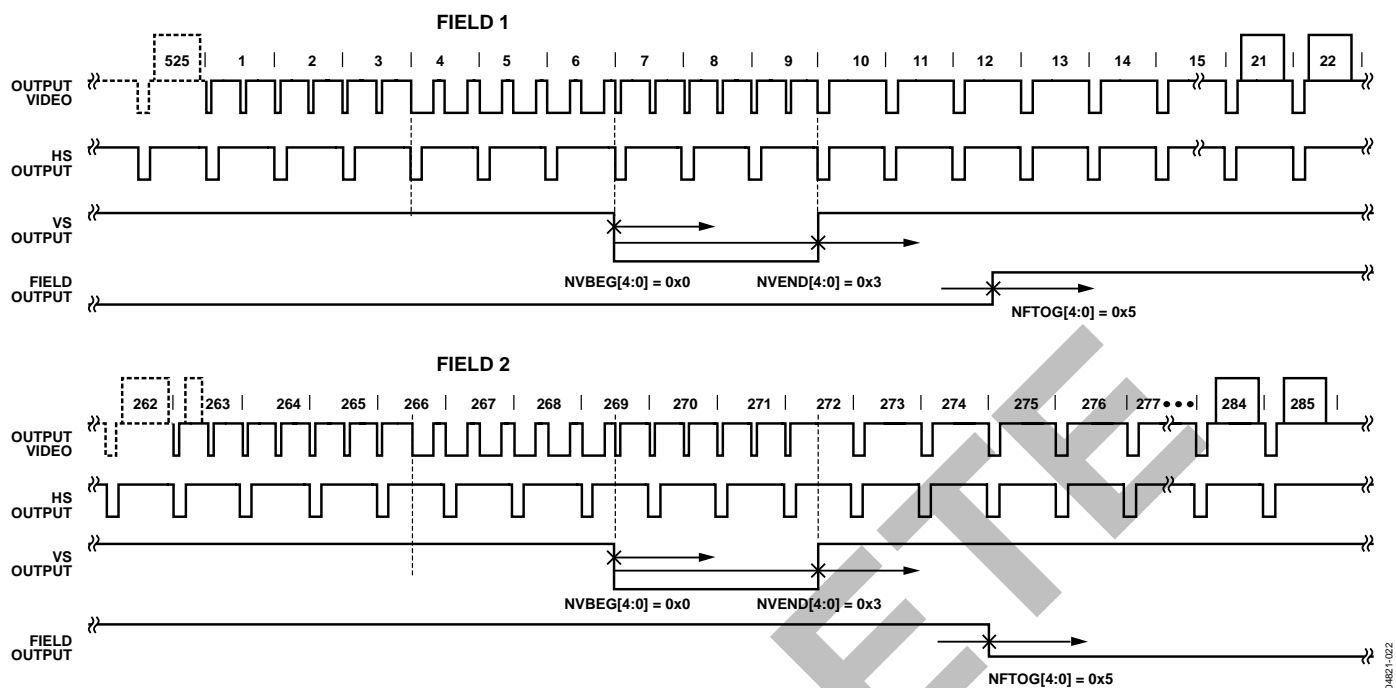 FIELD 1
525 1 2 3 4 5 6 7 8 9 10 11 12 13 14 15 21 22
OUTPUT
VIDEO
HS
OUTPUT
VS
OUTPUT
NVBEG[4:0] = 0x0 NVEND[4:0] = 0x3
FIELD
OUTPUT
NFTOG[4:0] = 0x5
FIELD 2
262 263 264 265 266 267 268 269 270 271 272 273 274 275 276 277 ••• 284 285
OUTPUT
VIDEO
HS
OUTPUT
VS
OUTPUT
NVBEG[4:0] = 0x0 NVEND[4:0] = 0x3
FIELD
OUTPUT
NFTOG[4:0] = 0x5
04821-022
ETE